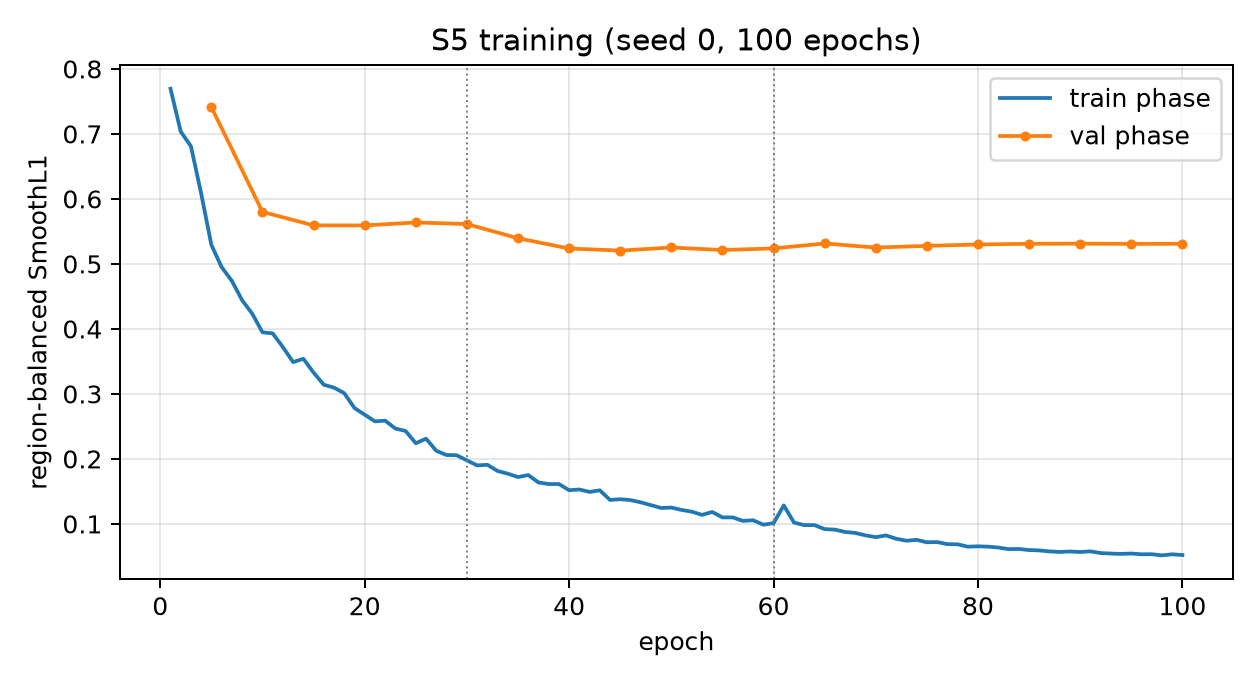 S5 training (seed 0, 100 epochs)
train phase
val phase
region-balanced SmoothL1
0.8
0.7
0.6
0.5
0.4
0.3
0.2
0.1
0 20 40 60 80 100
epoch